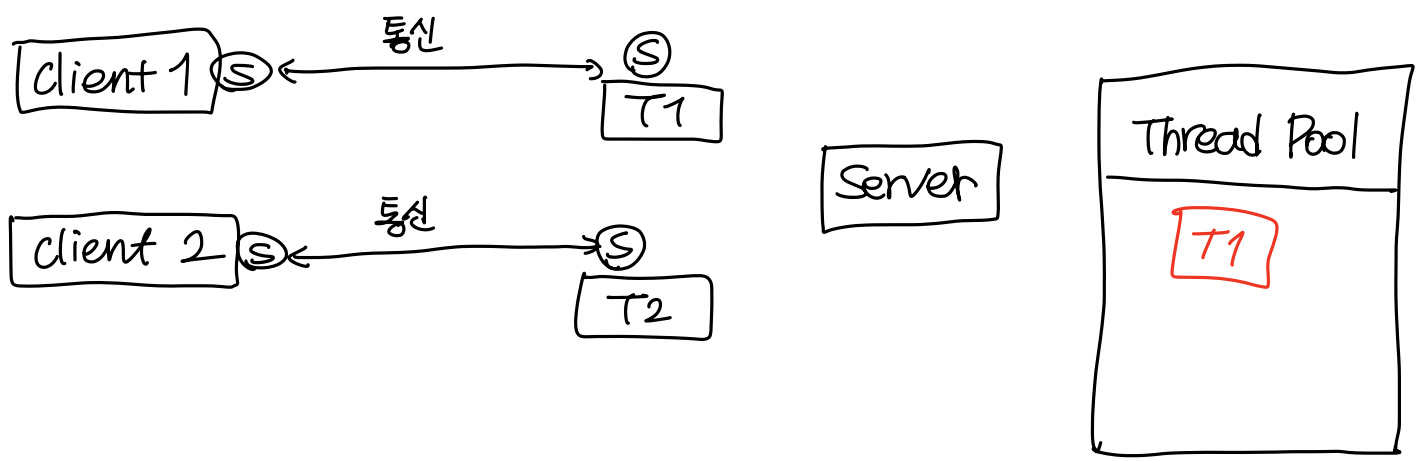 통신
S
Client 1
S
T1
Thread Pool
Server
통신
S
Client 2
S
T1
T2